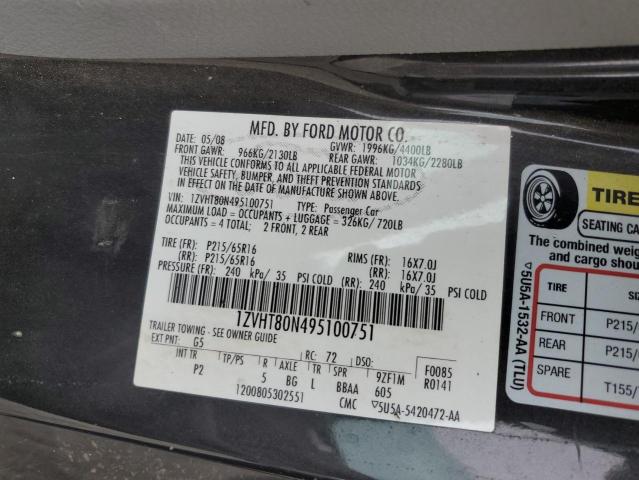 MFD. BY FORD MOTOR CO.
DATE: 05/08 GVWR: 1996KG/4400LB
FRONT GAWR: 966KG/2130LB REAR GAWR: 1034KG/2280LB
THIS VEHICLE CONFORMS TO ALL APPLICABLE FEDERAL MOTOR
VEHICLE SAFETY, BUMPER, AND THEFT PREVENTION STANDARDS
IN EFFECT ON THE DATE OF MANUFACTURE SHOWN ABOVE.
VIN: 1ZVHT80N495100751 TYPE: Passenger Car
MAXIMUM LOAD = OCCUPANTS + LUGGAGE = 326KG/720LB
OCCUPANTS = 4 TOTAL: 2 FRONT, 2 REAR
TIRE (FR): P215/65R16 RIMS (FR): 16X7.0J
(RR): P215/65R16 (RR): 16X7.0J
PRESSURE (FR): 240 kPa/ 35 PSI COLD (RR): 240 kPa/ 35 PSI COLD
1ZVHT80N495100751
TRAILER TOWING - SEE OWNER GUIDE
EXT PNT: G5 RC: 72 DSO: F0085
INT TR TP/PS R AXLE TR SPR 9ZF1M R0141
P2 5 BG L BBAA 605
1200805302551 CMC ▽5U5A-5420472-AA
TIRE
SEATING CA
The combined weig
and cargo shou
▽5U5A-1532-AA (TLU)
TIRE SI
FRONT P215/
REAR P215/
SPARE T155/